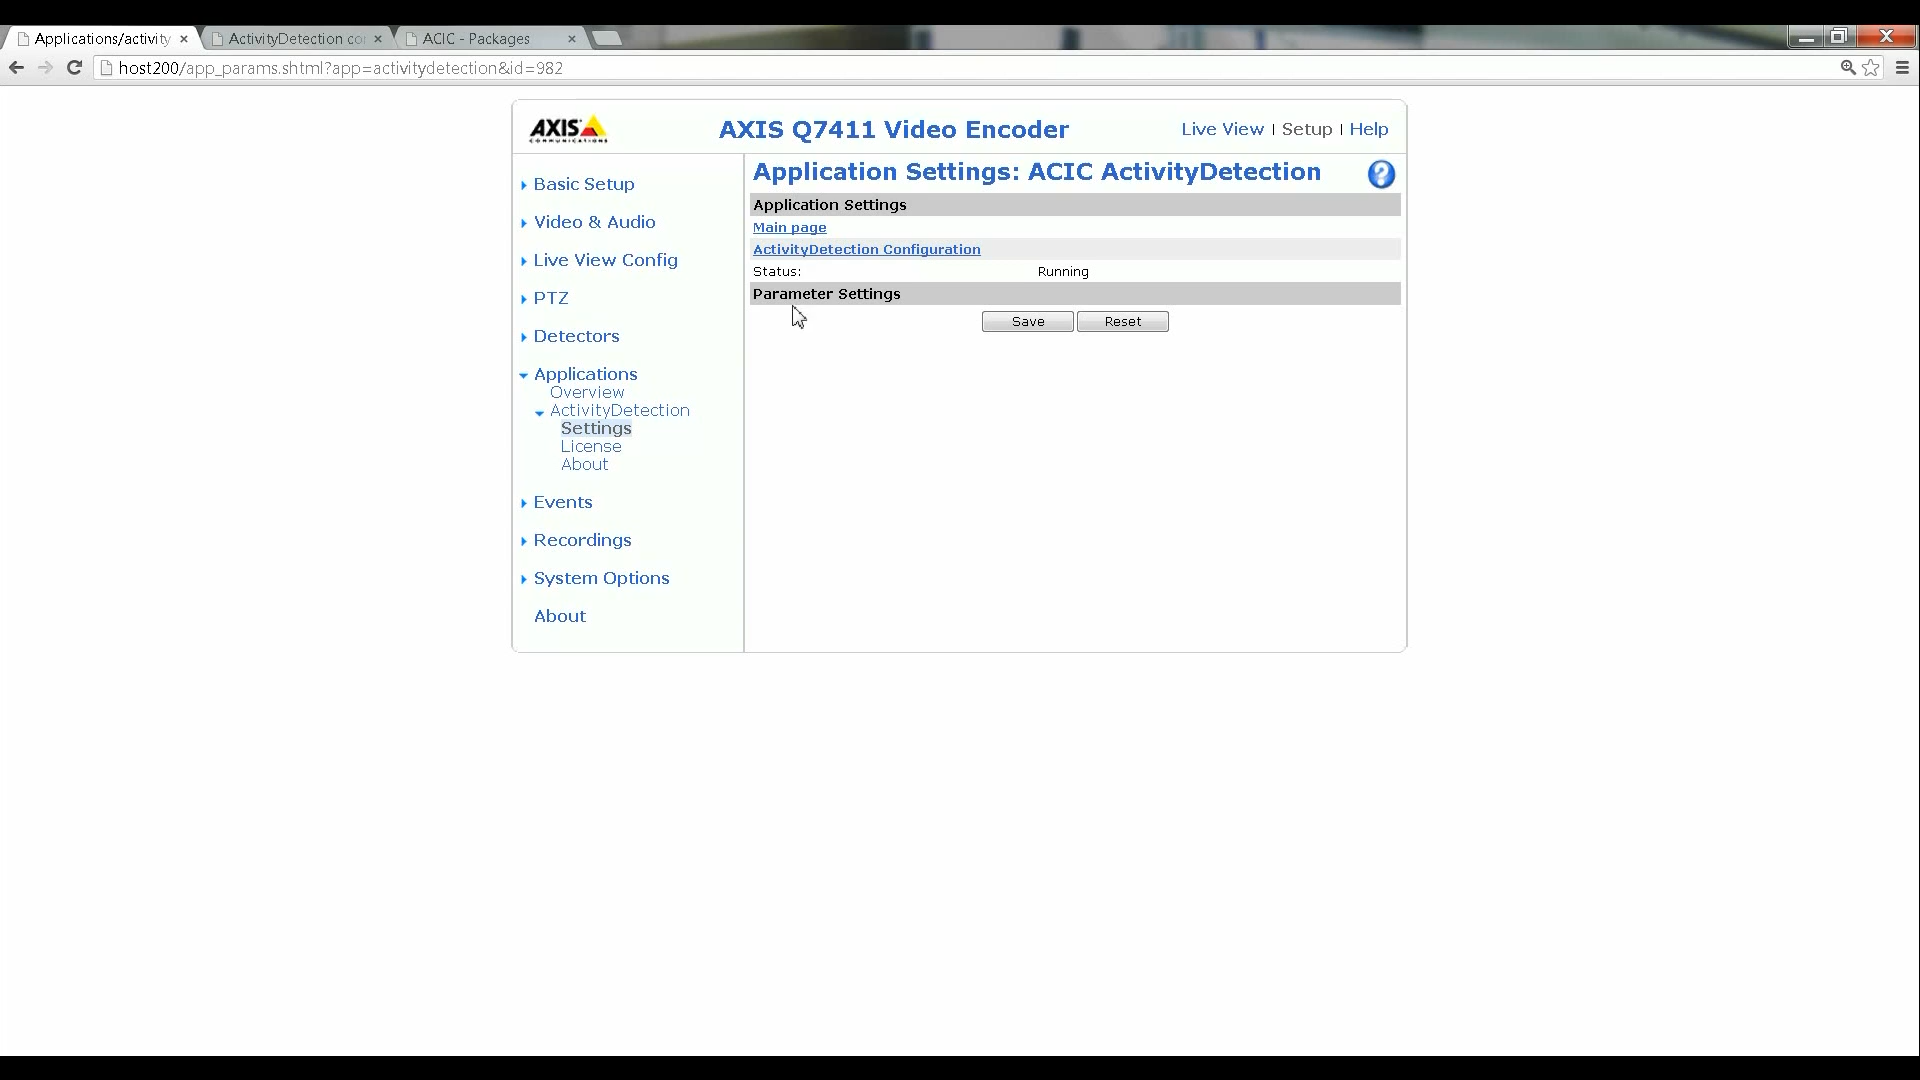 Applications/activity
ActivityDetection co
ACIC - Packages
host200/app_params.shtml?app=activitydetection&id=982
AXIS
COMMUNICATIONS
AXIS Q7411 Video Encoder
Live View | Setup | Help
Basic Setup
Video & Audio
Live View Config
PTZ
Detectors
Applications
Overview
ActivityDetection
Settings
License
About
Events
Recordings
System Options
About
Application Settings: ACIC ActivityDetection
?
Application Settings
Main page
ActivityDetection Configuration
Status: Running
Parameter Settings
Save Reset